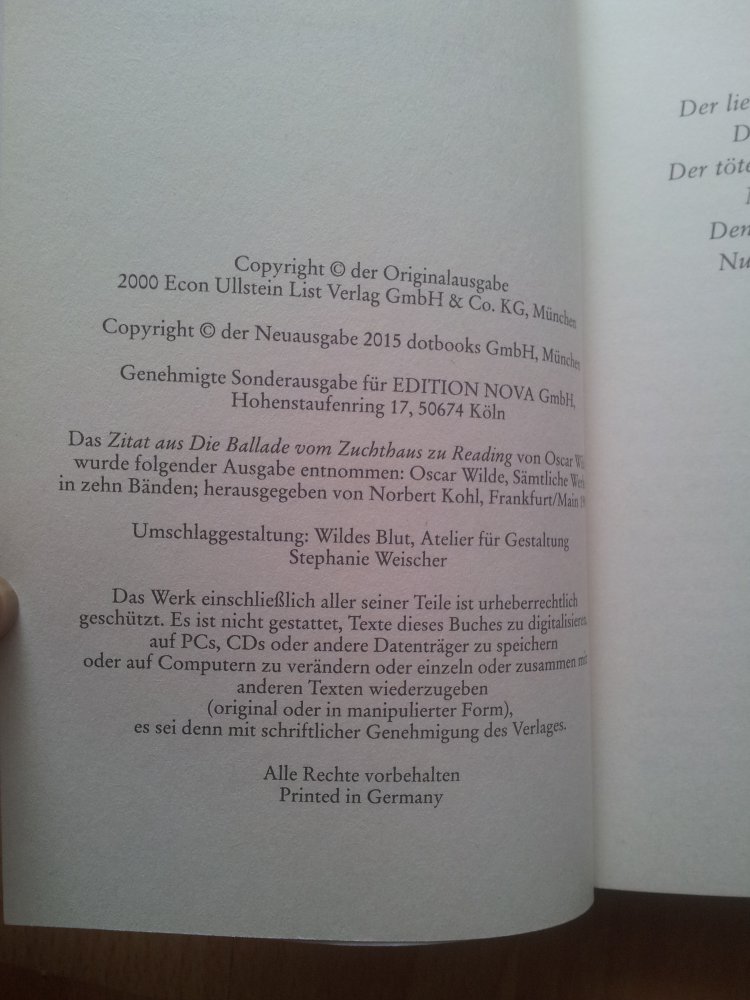 Copyright © der Originalausgabe
2000 Econ Ullstein List Verlag GmbH & Co. KG, München
Copyright © der Neuausgabe 2015 dotbooks GmbH, München
Genehmigte Sonderausgabe für EDITION NOVA GmbH,
Hohenstaufenring 17, 50674 Köln
Das Zitat aus Die Ballade vom Zuchthaus zu Reading von Oscar
wurde folgender Ausgabe entnommen: Oscar Wilde, Sämtliche
in zehn Bänden; herausgegeben von Norbert Kohl, Frankfurt/Main
Umschlaggestaltung: Wildes Blut, Atelier für Gestaltung
Stephanie Weischer
Das Werk einschließlich aller seiner Teile ist urheberrechtlich
geschützt. Es ist nicht gestattet, Texte dieses Buches zu digitalisieren,
auf PCs, CDs oder andere Datenträger zu speichern
oder auf Computern zu verändern oder einzeln oder zusammen mit
anderen Texten wiederzugeben
(original oder in manipulierter Form),
es sei denn mit schriftlicher Genehmigung des Verlages.
Alle Rechte vorbehalten
Printed in Germany
Der
Der